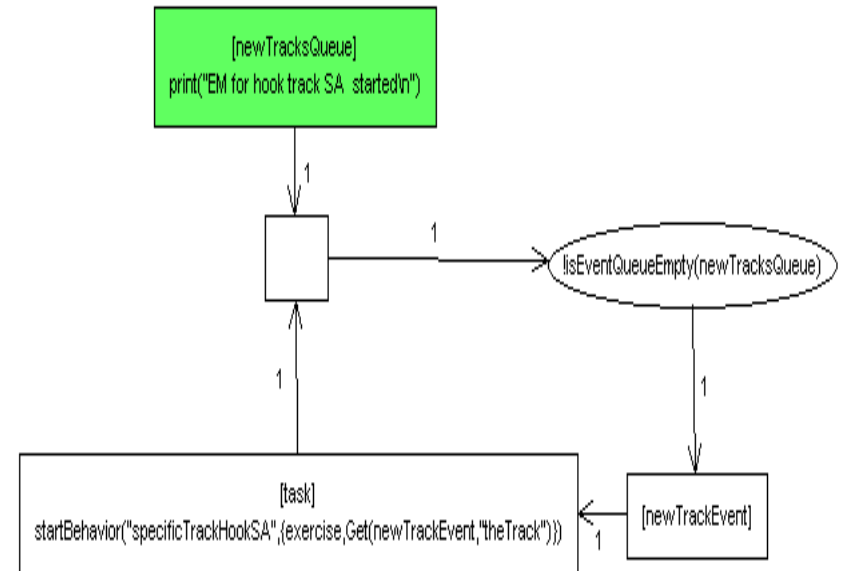 [newTracksQueue]
print("EM for hook track SA started\n")
1
1
!isEventQueueEmpty(newTracksQueue)
1
1
[task]
startBehavior("specificTrackHookSA",{exercise,Get(newTrackEvent,"theTrack")})
[newTrackEvent]
1